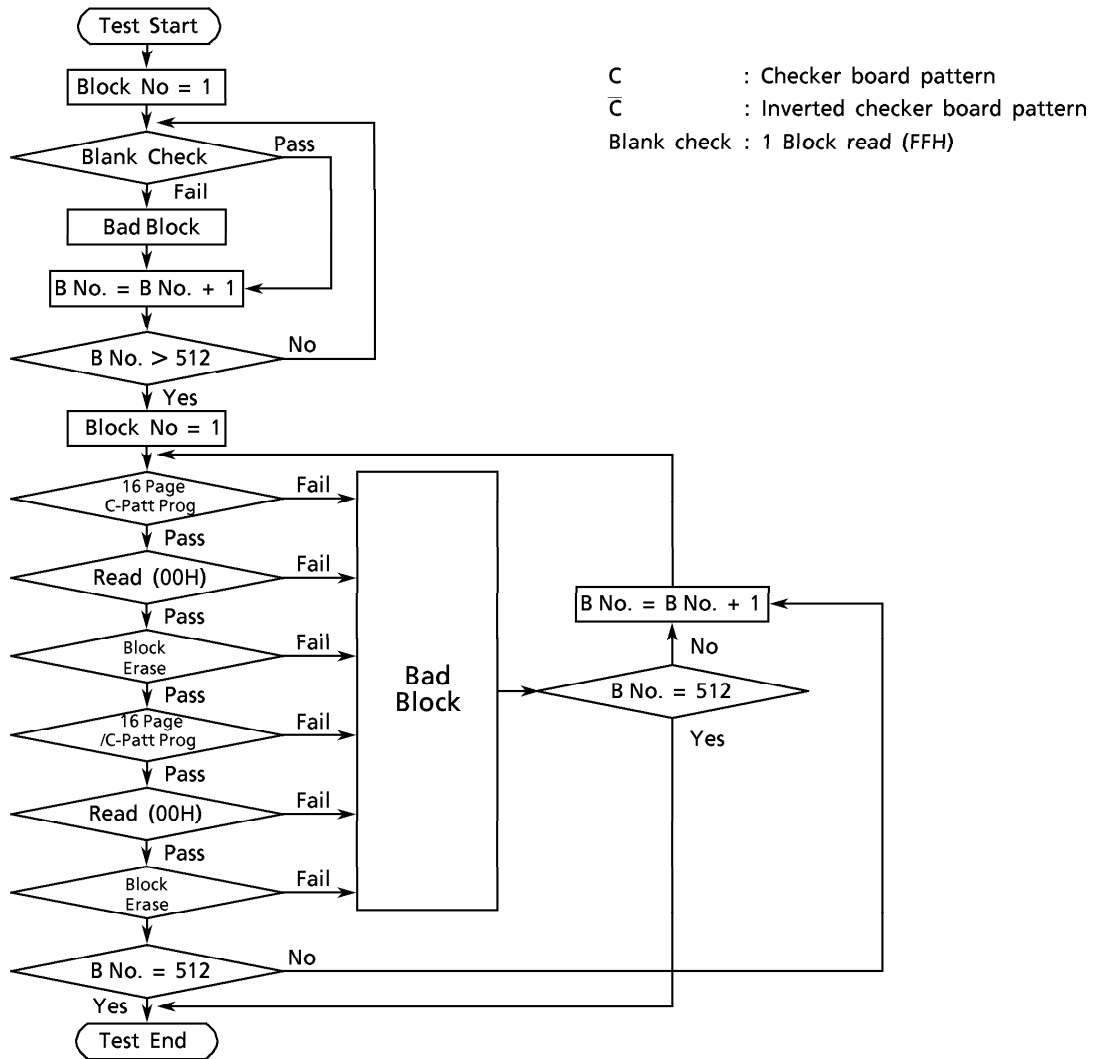 Test Start
Block No = 1
C : Checker board pattern
C̅ : Inverted checker board pattern
Blank check : 1 Block read (FFH)
Blank Check
Pass
Fail
Bad Block
B No. = B No. + 1
B No. > 512
No
Yes
Block No = 1
16 Page
C-Patt Prog
Fail
Pass
Read (00H)
Fail
Pass
Block
Erase
Fail
Pass
16 Page
/C-Patt Prog
Fail
Pass
Read (00H)
Fail
Pass
Block
Erase
Fail
Bad
Block
B No. = B No. + 1
No
B No. = 512
Yes
B No. = 512
No
Yes
Test End